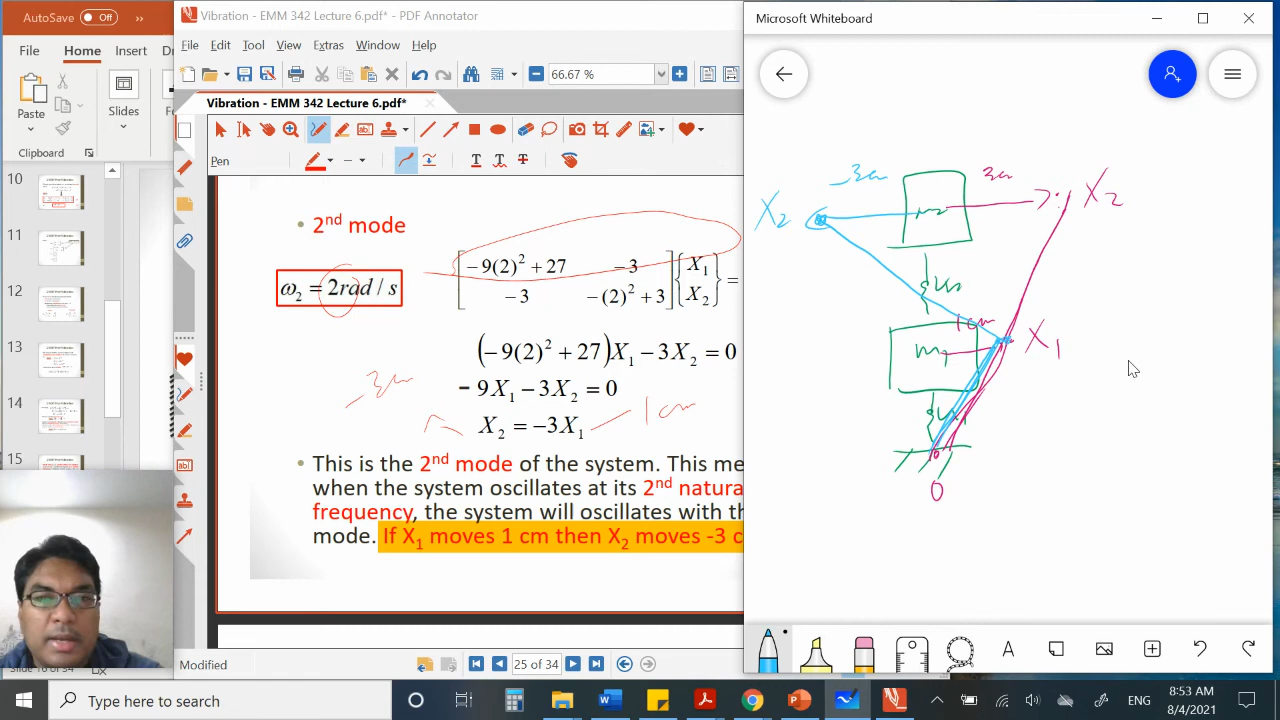 AutoSave Off
File Home Insert
Paste
Clipboard
Slides
10
11
12
13
14
15
Vibration - EMM 342 Lecture 6.pdf* - PDF Annotator
File Edit Tool View Extras Window Help
66.67 %
Vibration - EMM 342 Lecture 6.pdf*
Pen
• 2nd mode
ω₂ = 2rad / s
[ -9(2)² + 27 -3 ] { X₁ } =
[ -3 -(2)² + 3 ] { X₂ }
(-9(2)² + 27)X₁ - 3X₂ = 0
- 9X₁ - 3X₂ = 0
X₂ = -3X₁
-3cm
1cm
• This is the 2nd mode of the system. This me
when the system oscillates at its 2nd natura
frequency, the system will oscillates with th
mode. If X₁ moves 1 cm then X₂ moves -3 c
Modified
25 of 34
Microsoft Whiteboard
-3cm
3cm
X₂
m₂
X₂
1cm
m₁
X₁
0
Type here to search
ENG
8:53 AM
8/4/2021